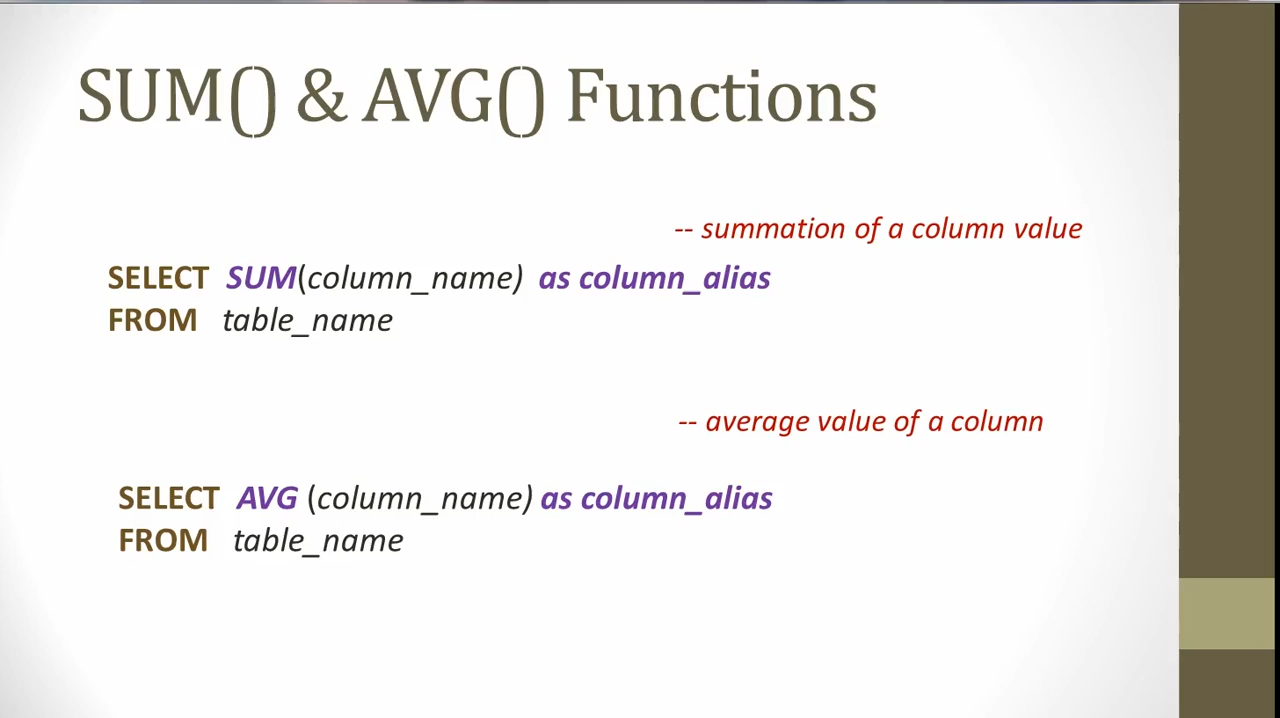 SUM() & AVG() Functions
-- summation of a column value
SELECT SUM(column_name) as column_alias
FROM table_name
-- average value of a column
SELECT AVG (column_name) as column_alias
FROM table_name